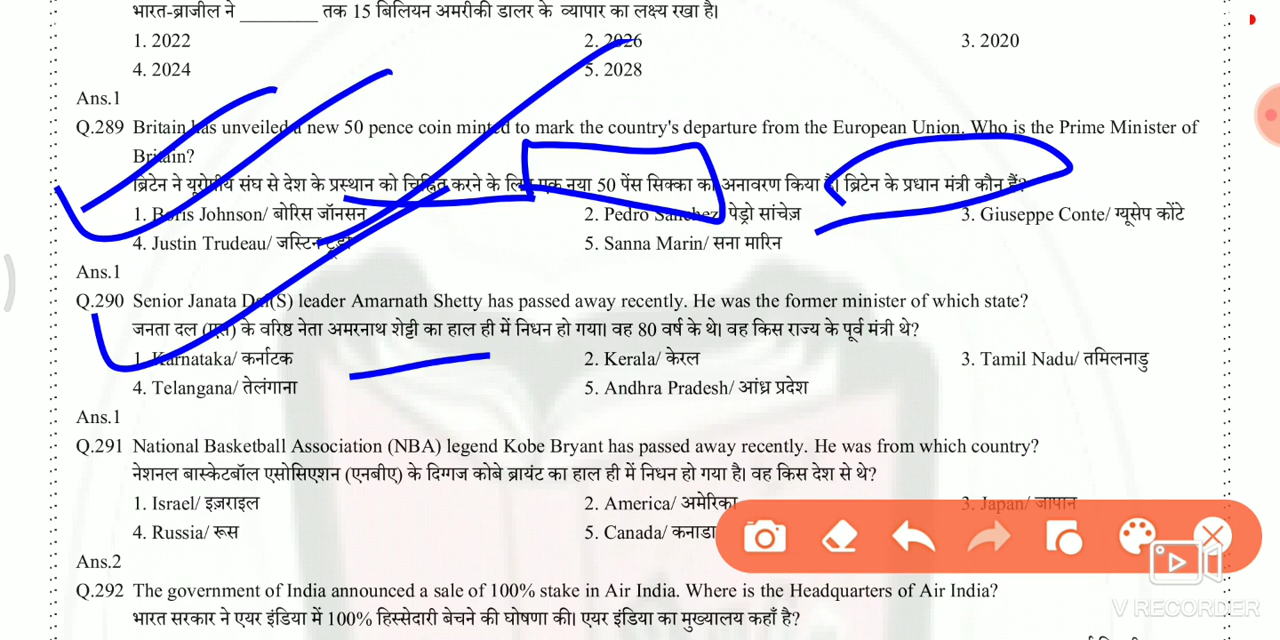 भारत-ब्राजील ने ________ तक 15 बिलियन अमरीकी डालर के व्यापार का लक्ष्य रखा है।
1. 2022 2. 2026 3. 2020
4. 2024 5. 2028
Ans.1
Q.289 Britain has unveiled a new 50 pence coin minted to mark the country's departure from the European Union. Who is the Prime Minister of
Britain?
ब्रिटेन ने यूरोपीय संघ से देश के प्रस्थान को चिह्नित करने के लिए एक नया 50 पेंस सिक्का का अनावरण किया है। ब्रिटेन के प्रधान मंत्री कौन हैं?
1. Boris Johnson/ बोरिस जॉनसन 2. Pedro Sanchez/ पेड्रो सांचेज़ 3. Giuseppe Conte/ ग्यूसेप कोंटे
4. Justin Trudeau/ जस्टिन ट्रूडो 5. Sanna Marin/ सना मारिन
Ans.1
Q.290 Senior Janata Dal(S) leader Amarnath Shetty has passed away recently. He was the former minister of which state?
जनता दल (एस) के वरिष्ठ नेता अमरनाथ शेट्टी का हाल ही में निधन हो गया। वह 80 वर्ष के थे। वह किस राज्य के पूर्व मंत्री थे?
1. Karnataka/ कर्नाटक 2. Kerala/ केरल 3. Tamil Nadu/ तमिलनाडु
4. Telangana/ तेलंगाना 5. Andhra Pradesh/ आंध्र प्रदेश
Ans.1
Q.291 National Basketball Association (NBA) legend Kobe Bryant has passed away recently. He was from which country?
नेशनल बास्केटबॉल एसोसिएशन (एनबीए) के दिग्गज कोबे ब्रायंट का हाल ही में निधन हो गया है। वह किस देश से थे?
1. Israel/ इज़राइल 2. America/ अमेरिका 3. Japan/ जापान
4. Russia/ रूस 5. Canada/ कनाडा
Ans.2
Q.292 The government of India announced a sale of 100% stake in Air India. Where is the Headquarters of Air India?
भारत सरकार ने एयर इंडिया में 100% हिस्सेदारी बेचने की घोषणा की। एयर इंडिया का मुख्यालय कहाँ है?
V RECORDER